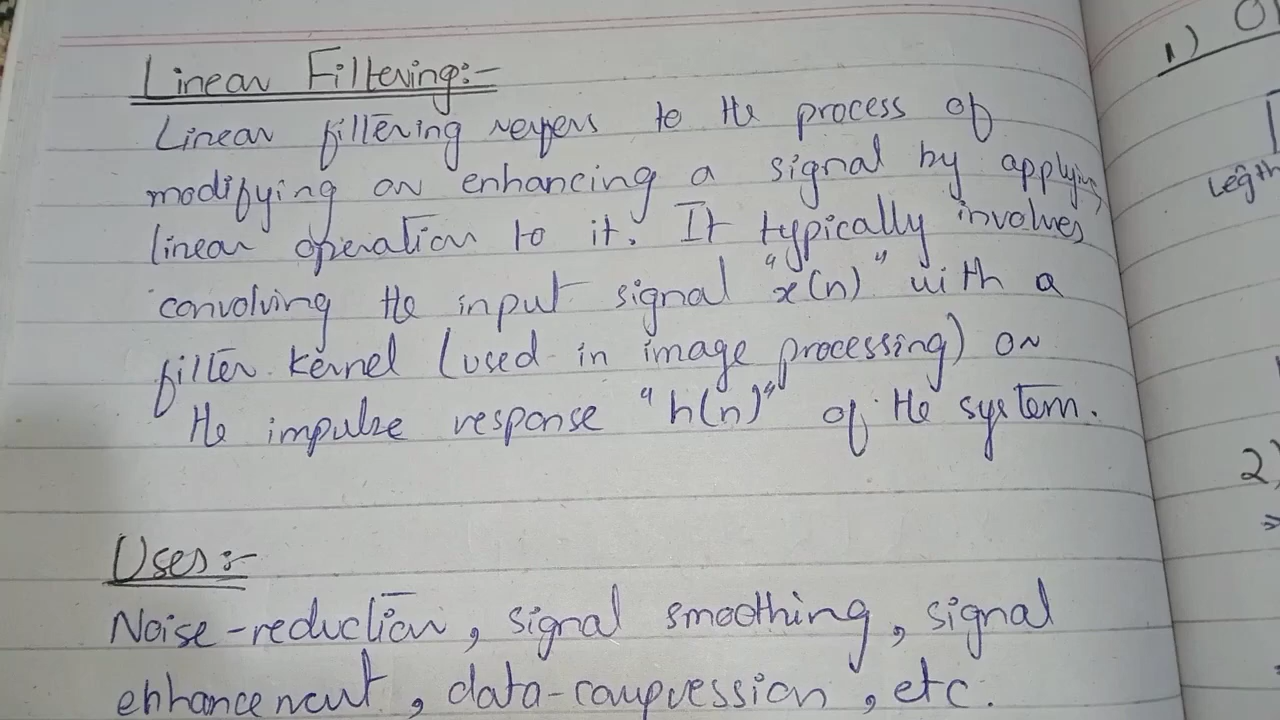 Linear Filtering:-
Linear filtering refers to the process of
modifying or enhancing a signal by applying
linear operation to it. It typically involves
convolving the input signal "x(n)" with a
filter kernel (used in image processing) or
the impulse response "h(n)" of the system.
Uses:-
Noise-reduction, signal smoothing, signal
enhancement, data-compression, etc.
1)
Legth
2)